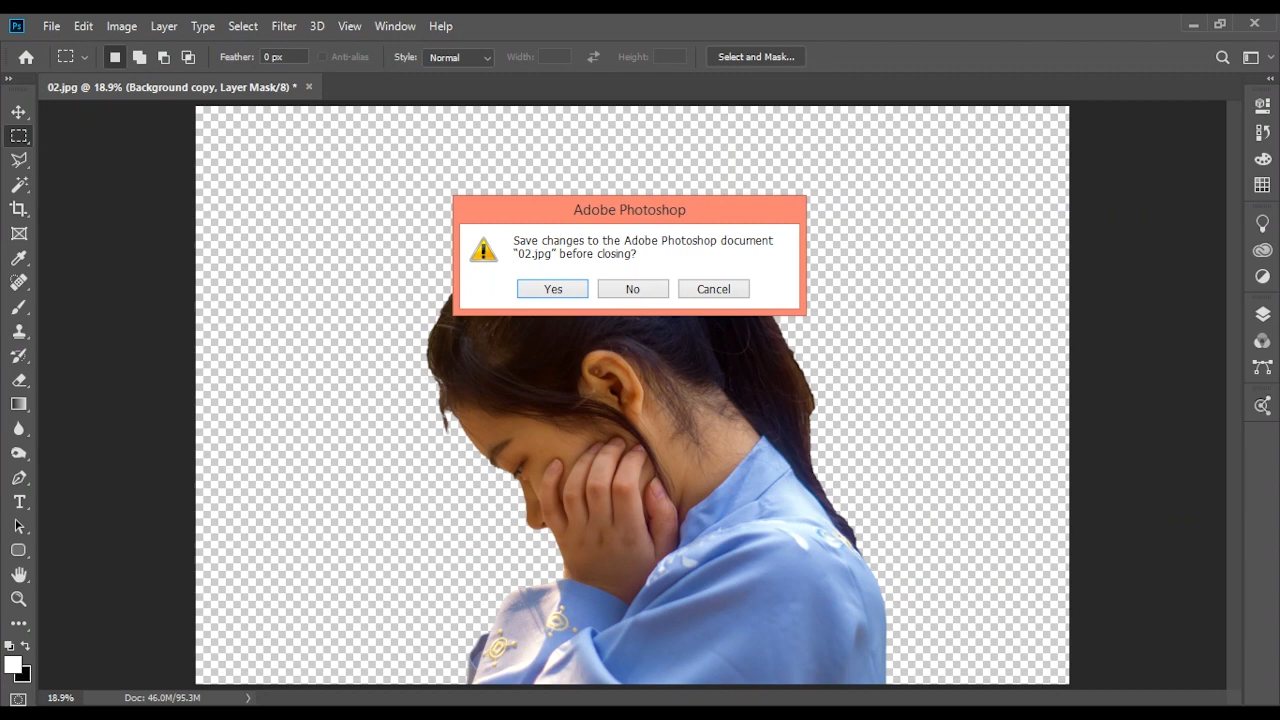 Ps File Edit Image Layer Type Select Filter 3D View Window Help
Feather: 0 px Anti-alias Style: Normal Width: Height: Select and Mask...
02.jpg @ 18.9% (Background copy, Layer Mask/8) *
Adobe Photoshop
Save changes to the Adobe Photoshop document
“02.jpg” before closing?
Yes No Cancel
18.9% Doc: 46.0M/95.3M